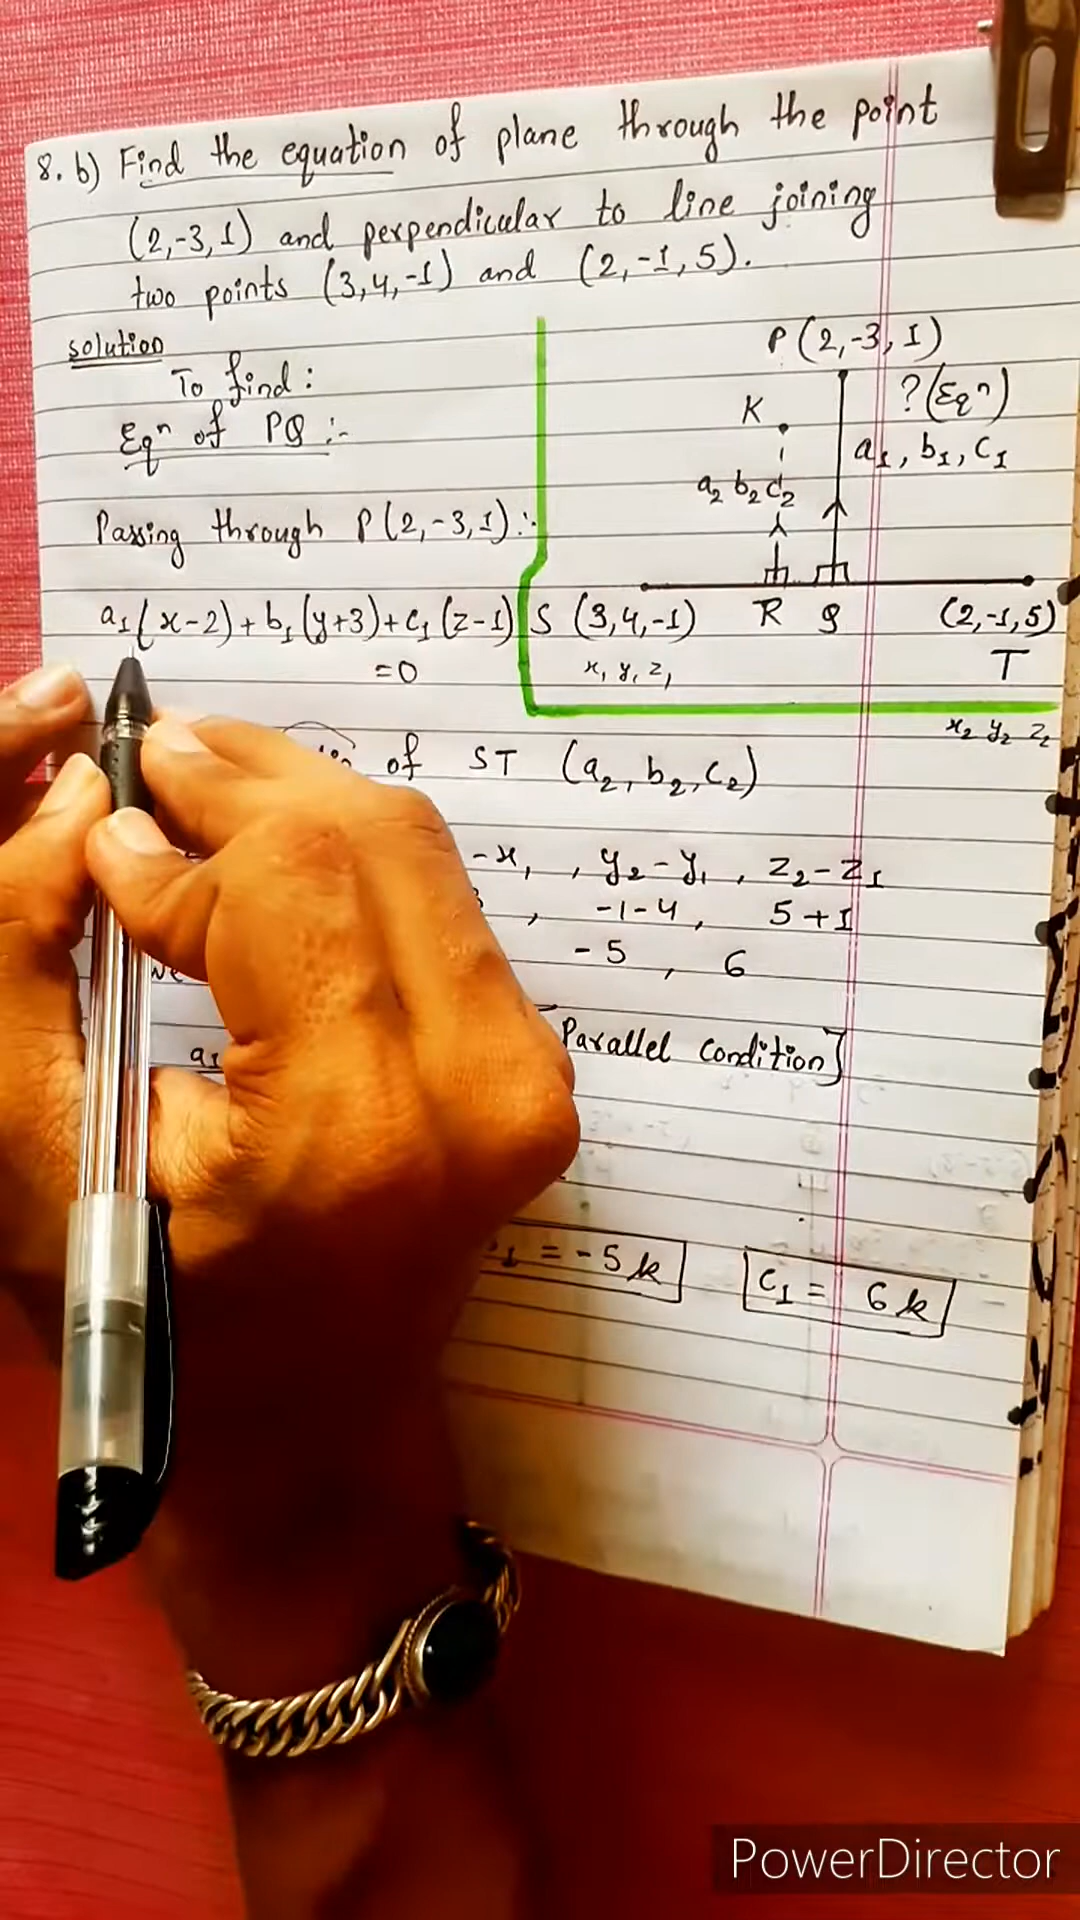 8. b) Find the equation of plane through the point
(2,-3,1) and perpendicular to line joining
two points (3,4,-1) and (2,-1,5).
solution
To find:
Eqⁿ of PQ :-
Passing through P(2,-3,1):-
a₁(x-2)+b₁(y+3)+c₁(z-1)
=0
P(2,-3,1)
?(Eqⁿ)
K
a₁, b₁, c₁
a₂ b₂ c₂
S (3,4,-1) R Q (2,-1,5)
x₁ y₁ z₁ T
x₂ y₂ z₂
of ST (a₂, b₂, c₂)
-x₁ , y₂-y₁ , z₂-z₁
, -1-4, 5+1
-5 , 6
a₁ [Parallel condition]
= -5k c₁ = 6k
PowerDirector